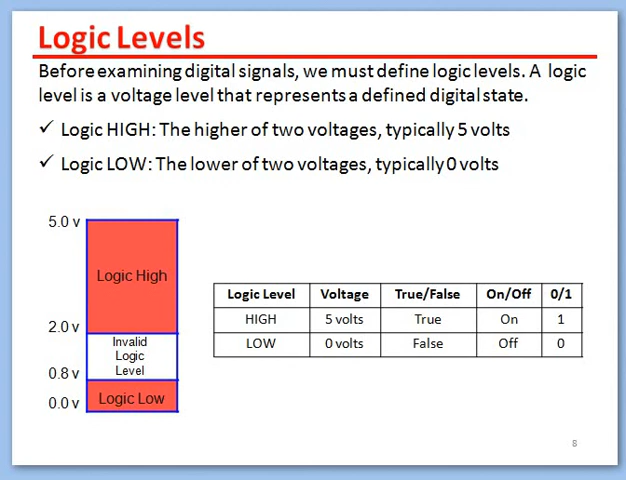 Logic Levels
Before examining digital signals, we must define logic levels. A logic
level is a voltage level that represents a defined digital state.
✓ Logic HIGH: The higher of two voltages, typically 5 volts
✓ Logic LOW: The lower of two voltages, typically 0 volts
5.0 v
Logic High
2.0 v
Invalid
Logic
Level
0.8 v
Logic Low
0.0 v
Logic Level Voltage True/False On/Off 0/1
HIGH 5 volts True On 1
LOW 0 volts False Off 0
8